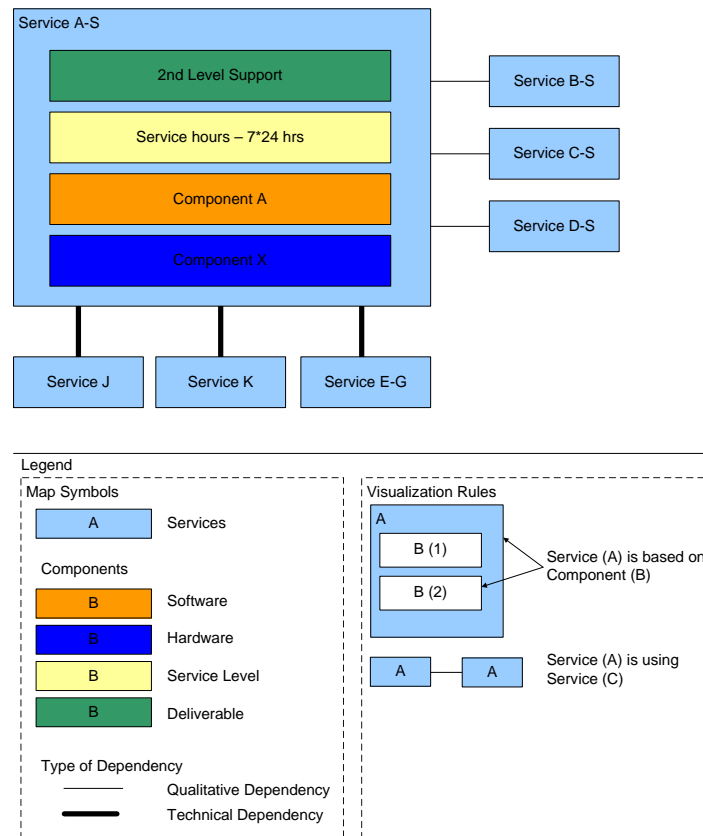 Service A-S
2nd Level Support
Service hours – 7*24 hrs
Component A
Component X
Service B-S
Service C-S
Service D-S
Service J
Service K
Service E-G
Legend
Map Symbols
A
Services
Components
B
Software
B
Hardware
B
Service Level
B
Deliverable
Type of Dependency
Qualitative Dependency
Technical Dependency
Visualization Rules
A
B (1)
B (2)
Service (A) is based on
Component (B)
A
A
Service (A) is using
Service (C)